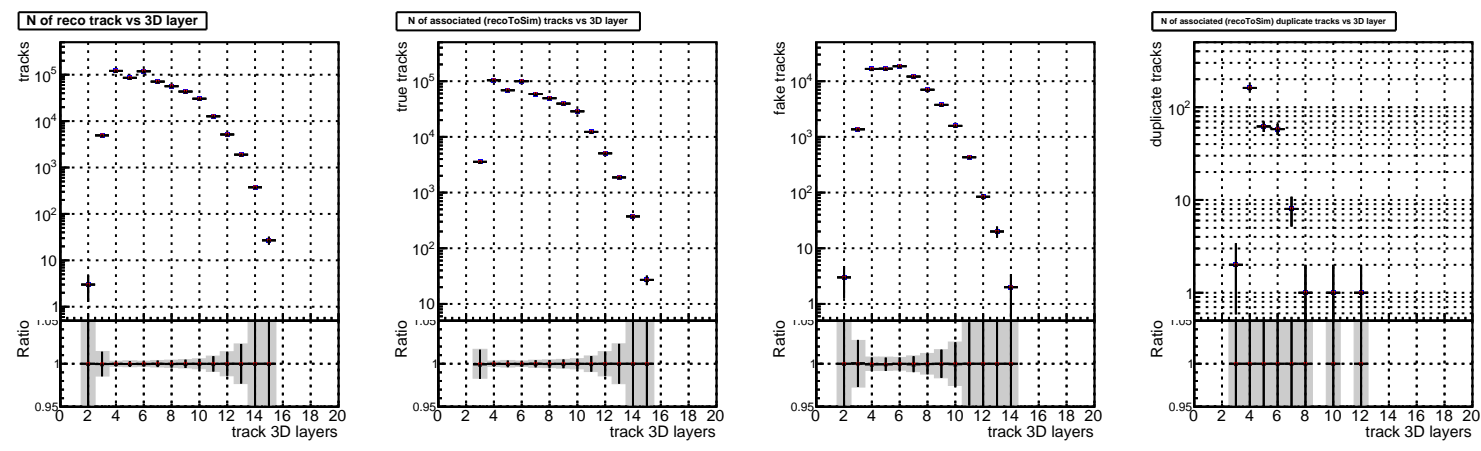 N of reco track vs 3D layer
tracks
10^5
10^4
10^3
10^2
10
1
Ratio
1.05
1
0.95
0 2 4 6 8 10 12 14 16 18 20
track 3D layers
N of associated (recoToSim) tracks vs 3D layer
true tracks
10^5
10^4
10^3
10^2
10
Ratio
1.05
1
0.95
0 2 4 6 8 10 12 14 16 18 20
track 3D layers
fake tracks
10^4
10^3
10^2
10
1
Ratio
1.05
1
0.95
0 2 4 6 8 10 12 14 16 18 20
track 3D layers
N of associated (recoToSim) duplicate tracks vs 3D layer
duplicate tracks
10^2
10
1
Ratio
1.05
1
0.95
0 2 4 6 8 10 12 14 16 18 20
track 3D layers